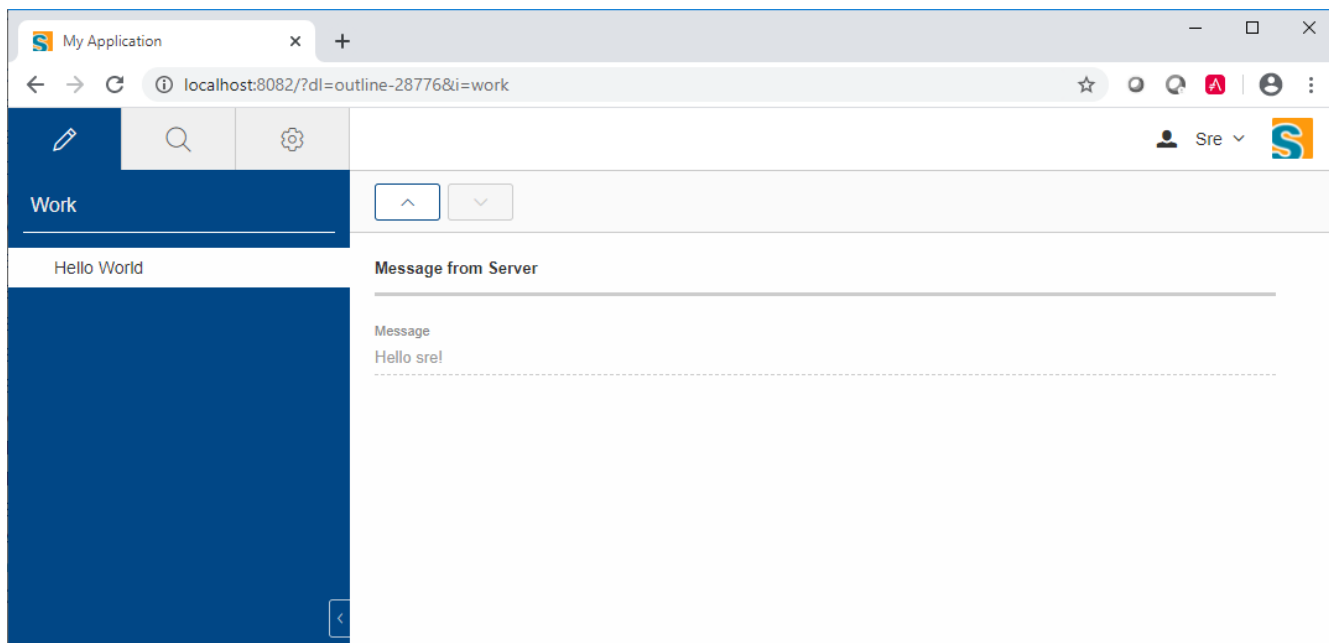 My Application
localhost:8082/?dl=outline-28776&i=work
Sre
Work
Hello World
Message from Server
Message
Hello sre!